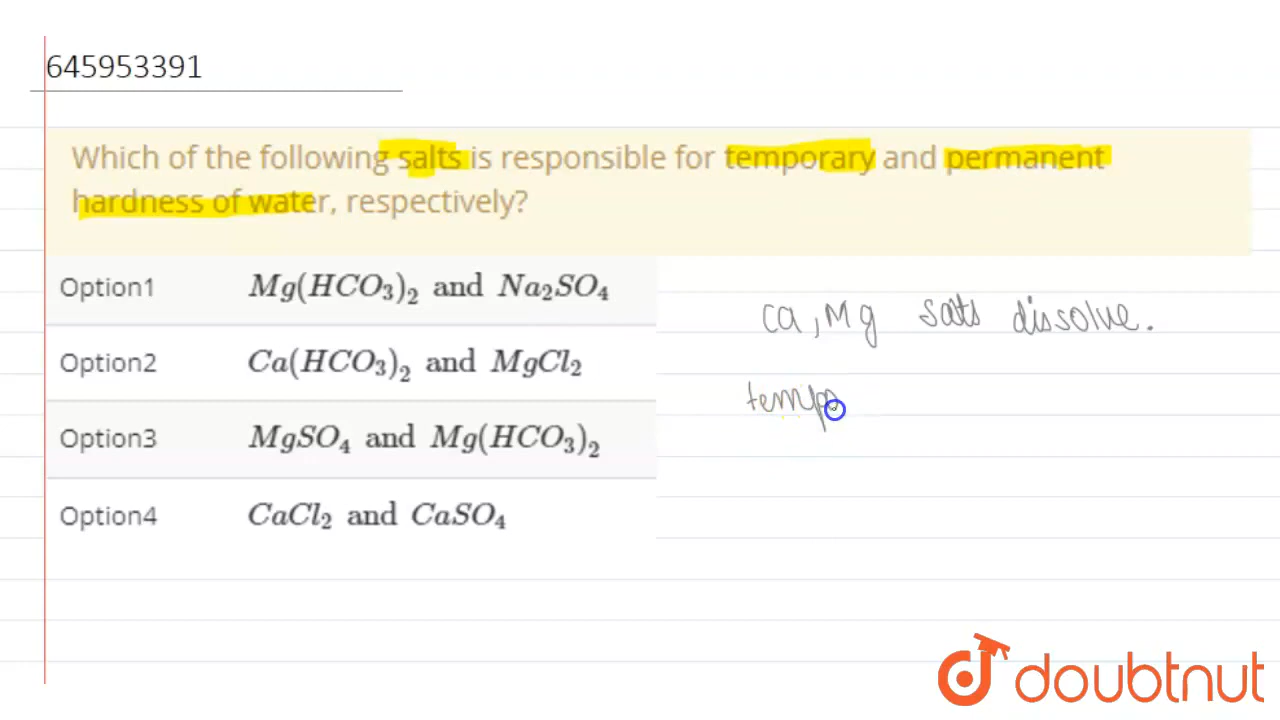 645953391
Which of the following salts is responsible for temporary and permanent
hardness of water, respectively?
Option1 Mg(HCO₃)₂ and Na₂SO₄
Option2 Ca(HCO₃)₂ and MgCl₂
Option3 MgSO₄ and Mg(HCO₃)₂
Option4 CaCl₂ and CaSO₄
Ca, Mg salts dissolve.
temp
doubtnut